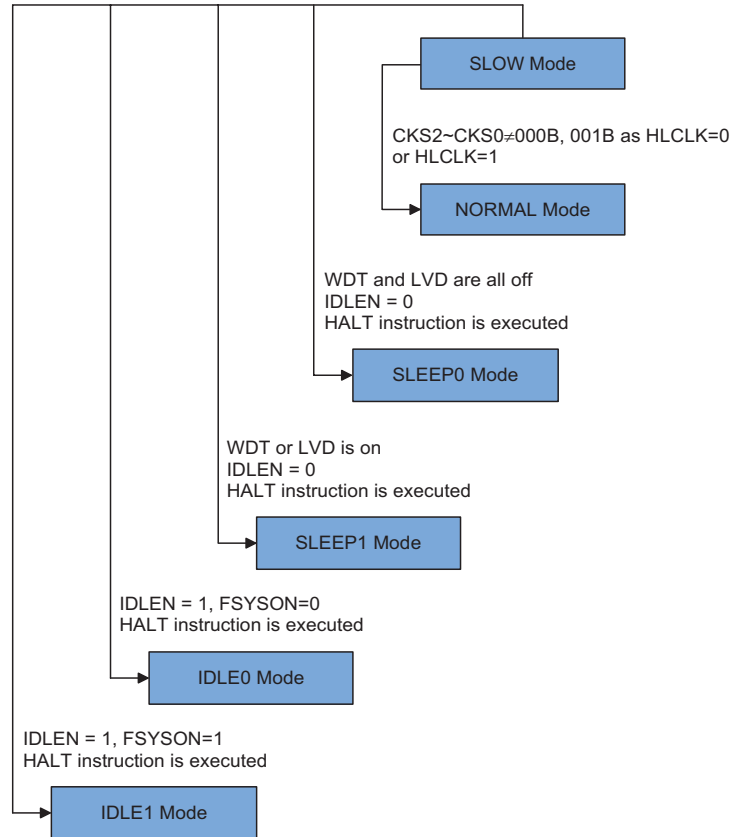 SLOW Mode
CKS2~CKS0≠000B, 001B as HLCLK=0
or HLCLK=1
NORMAL Mode
WDT and LVD are all off
IDLEN = 0
HALT instruction is executed
SLEEP0 Mode
WDT or LVD is on
IDLEN = 0
HALT instruction is executed
SLEEP1 Mode
IDLEN = 1, FSYSON=0
HALT instruction is executed
IDLE0 Mode
IDLEN = 1, FSYSON=1
HALT instruction is executed
IDLE1 Mode